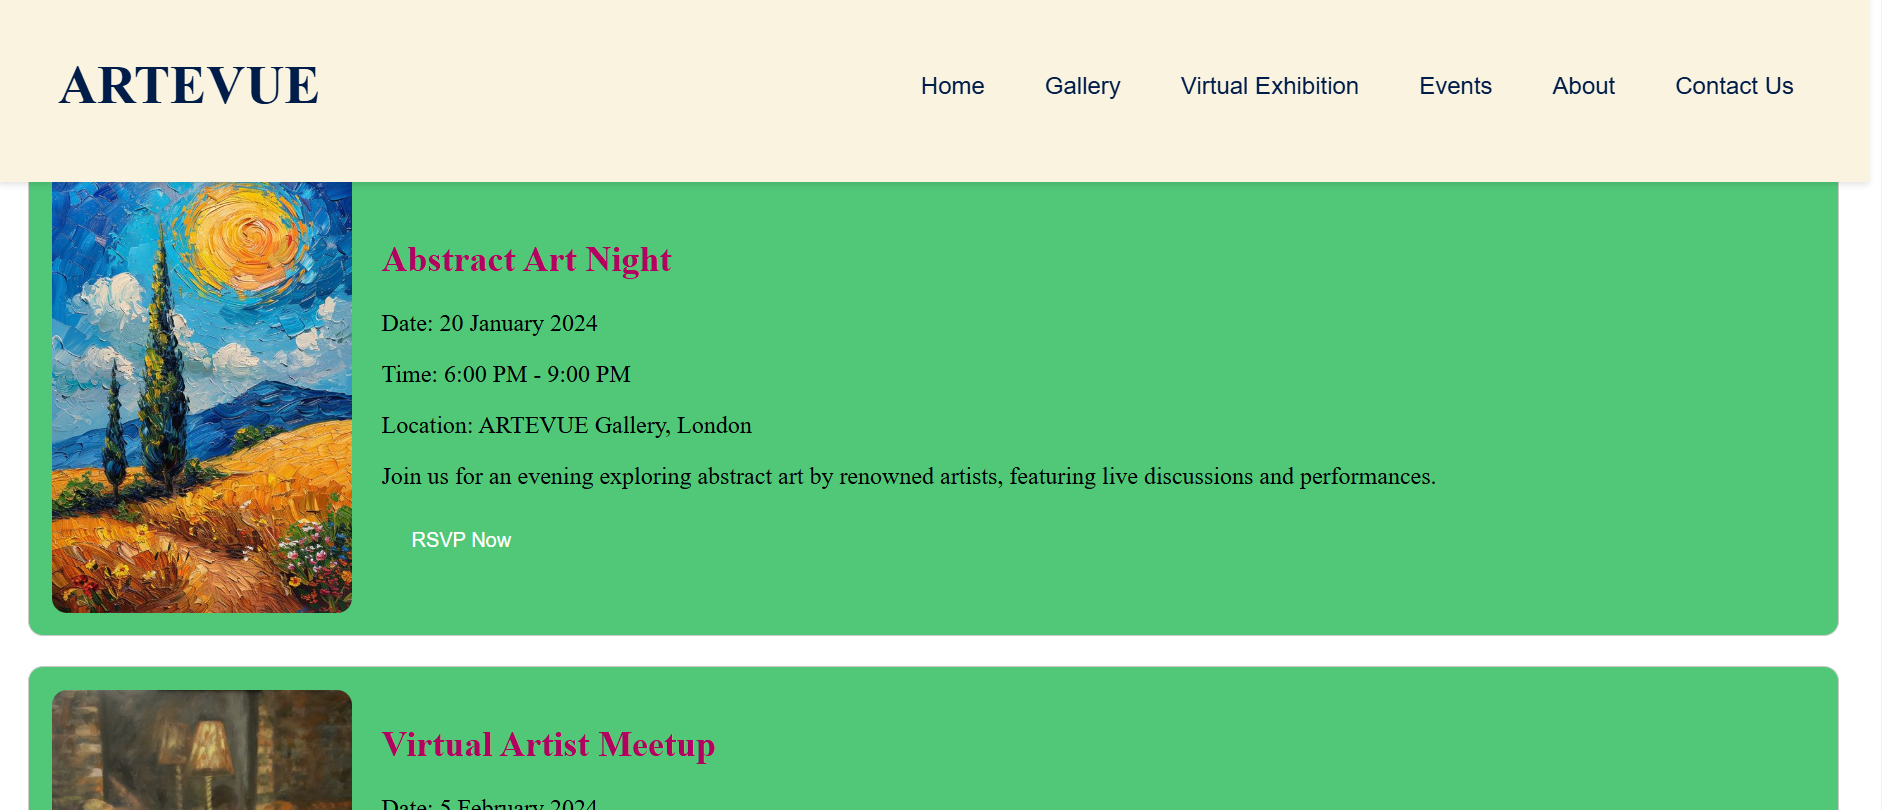 ARTEVUE
Home Gallery Virtual Exhibition Events About Contact Us
Abstract Art Night
Date: 20 January 2024
Time: 6:00 PM - 9:00 PM
Location: ARTEVUE Gallery, London
Join us for an evening exploring abstract art by renowned artists, featuring live discussions and performances.
RSVP Now
Virtual Artist Meetup
Date: 5 February 2024